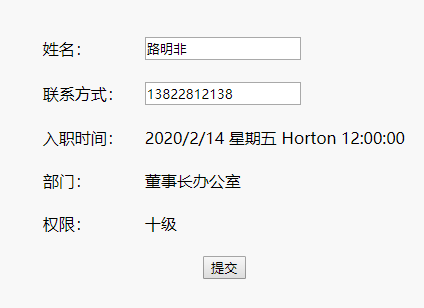 姓名： 路明非
联系方式： 13822812138
入职时间： 2020/2/14 星期五 Horton 12:00:00
部门： 董事长办公室
权限： 十级
提交